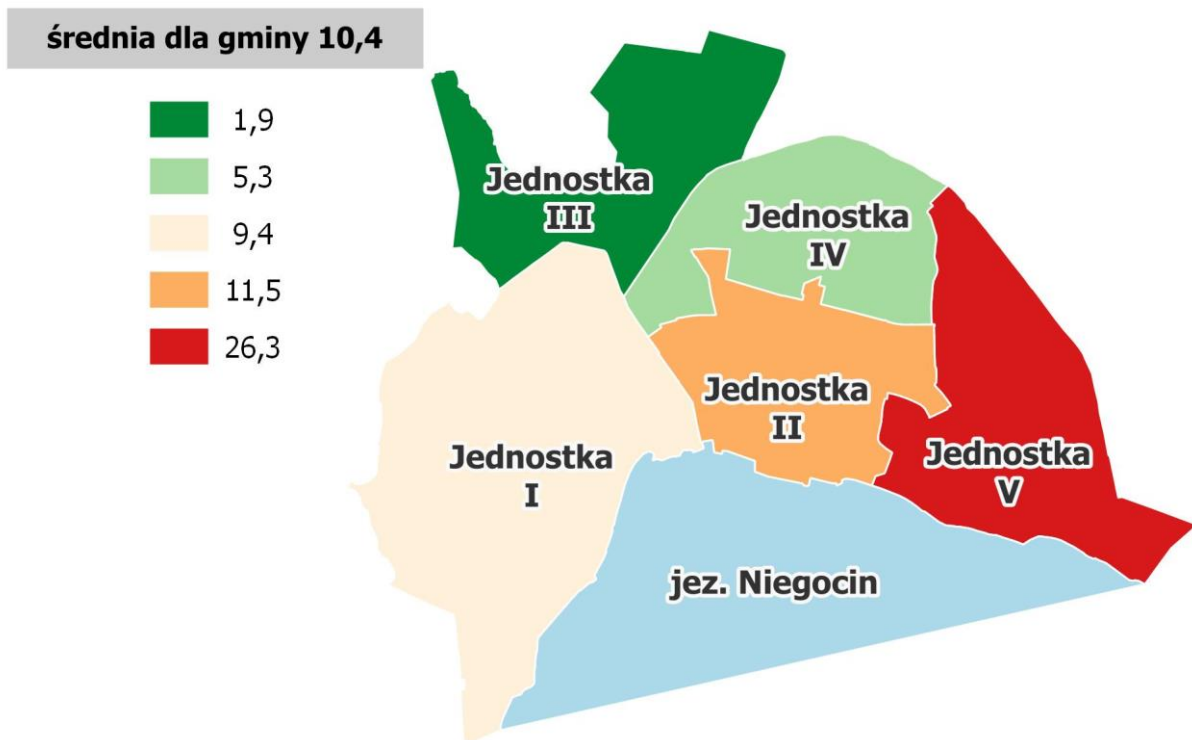 średnia dla gminy 10,4
1,9
5,3
9,4
11,5
26,3
Jednostka
III
Jednostka
IV
Jednostka
II
Jednostka
I
Jednostka
V
jez. Niegocin